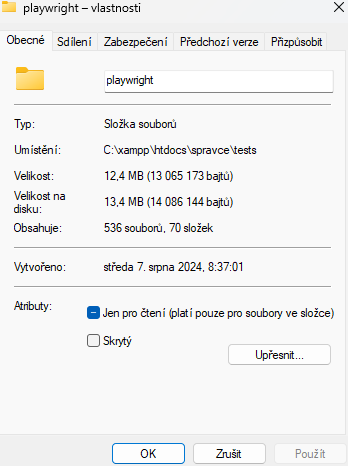 playwright – vlastnosti
Obecné Sdílení Zabezpečení Předchozí verze Přizpůsobit
playwright
Typ: Složka souborů
Umístění: C:\xampp\htdocs\spravce\tests
Velikost: 12,4 MB (13 065 173 bajtů)
Velikost na
disku: 13,4 MB (14 086 144 bajtů)
Obsahuje: 536 souborů, 70 složek
Vytvořeno: středa 7. srpna 2024, 8:37:01
Atributy: Jen pro čtení (platí pouze pro soubory ve složce)
Skrytý
Upřesnit...
OK Zrušit Použít